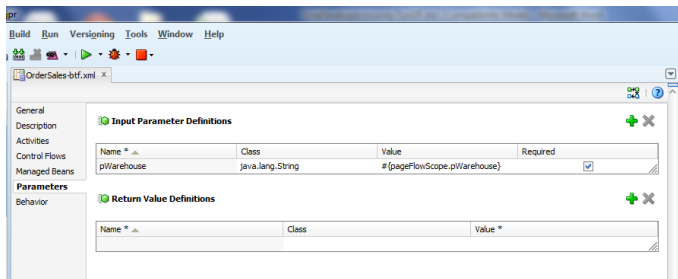 jpr
Build Run Versioning Tools Window Help
OrderSales-btf.xml x
General
Description
Activities
Control Flows
Managed Beans
Parameters
Behavior
Input Parameter Definitions
Name * Class Value Required
pWarehouse java.lang.String #{pageFlowScope.pWarehouse}
Return Value Definitions
Name * Class Value *